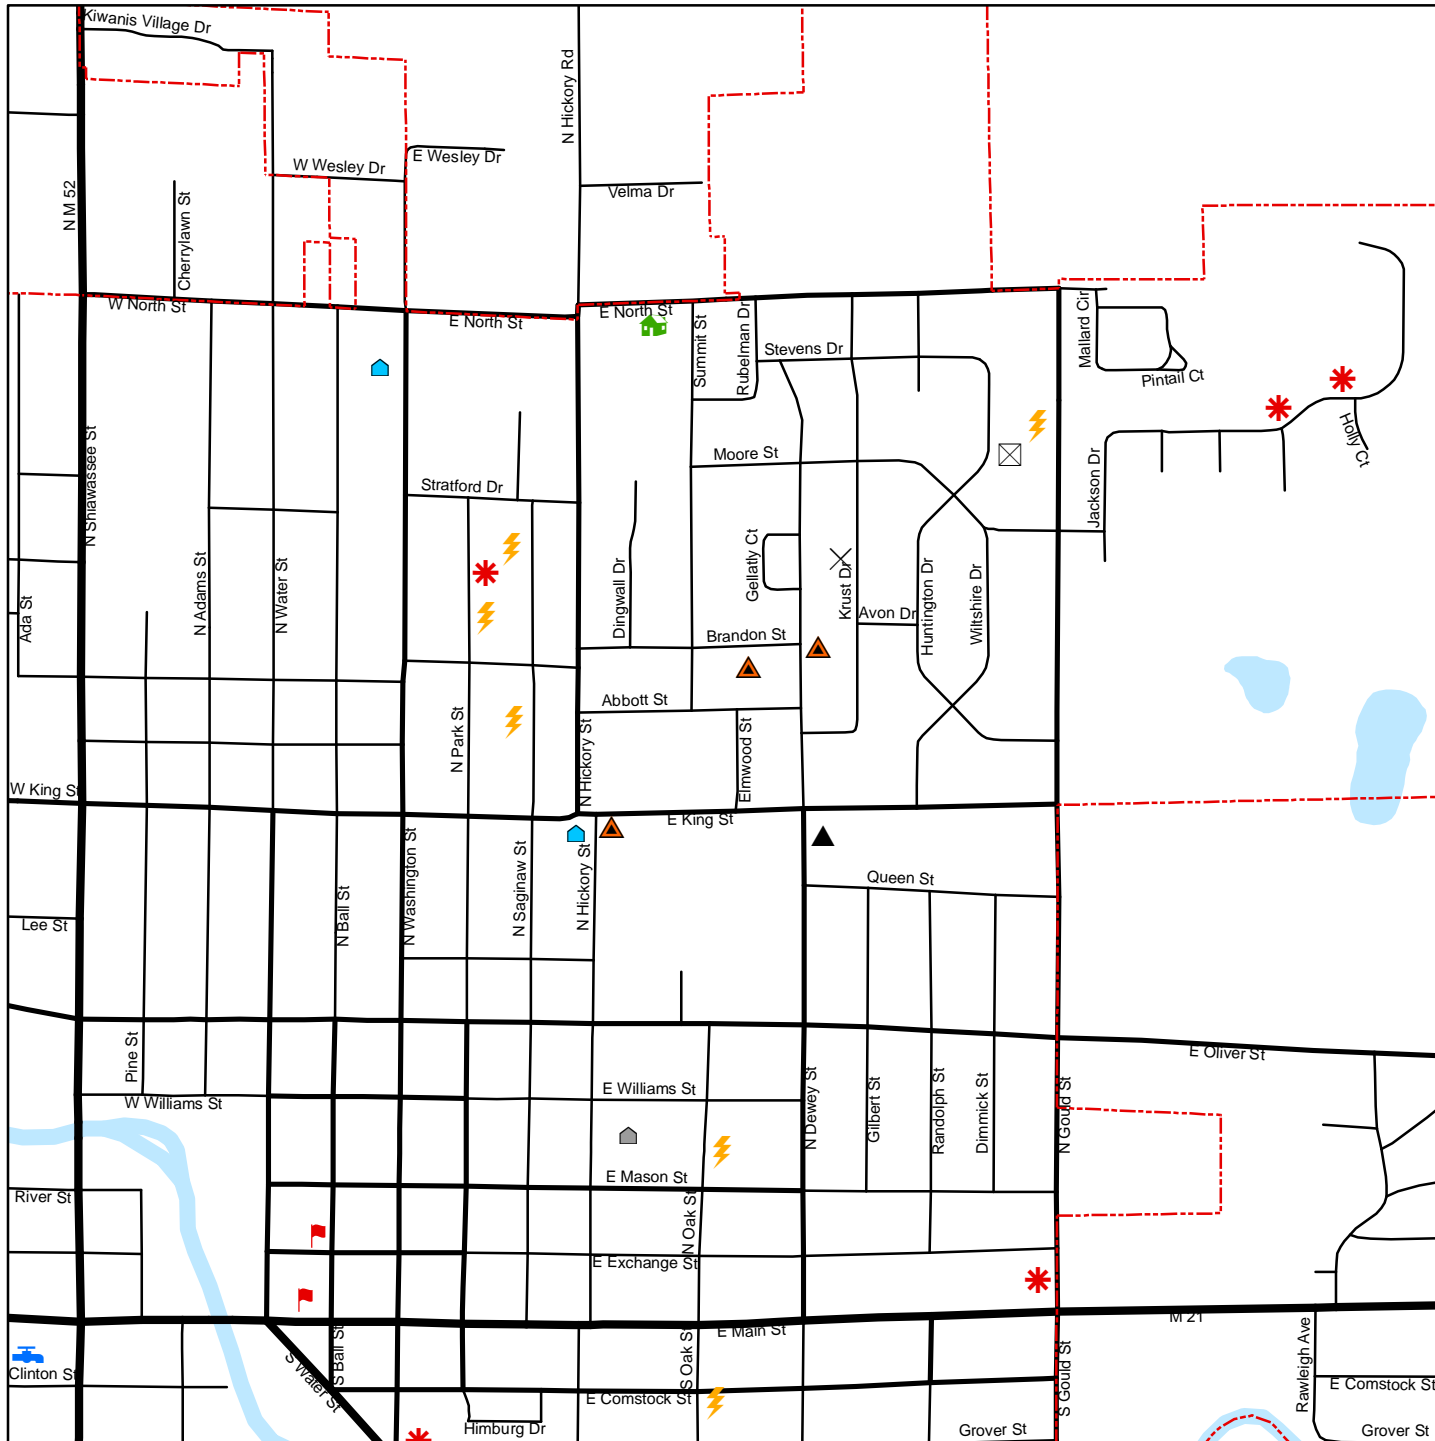 Kiwanis Village Dr
N Hickory Rd
W Wesley Dr
E Wesley Dr
Velma Dr
N M 52
Cherrylawn St
W North St
E North St
E North St
Summit St
Rubelman Dr
Stevens Dr
Mallard Cir
Pintail Ct
Holly Ct
N Shiawassee St
Stratford Dr
Moore St
Jackson Dr
Ada St
N Adams St
N Water St
Dingwall Dr
Gellatly Ct
Krust Dr
Avon Dr
Huntington Dr
Wiltshire Dr
Brandon St
Abbott St
N Park St
N Hickory St
Elmwood St
W King St
E King St
N Washington St
N Ball St
N Saginaw St
N Hickory St
Queen St
Lee St
Pine St
E Oliver St
W Williams St
E Williams St
N Dewey St
Gilbert St
Randolph St
Dimmick St
N Gould St
E Mason St
River St
N Oak St
E Exchange St
E Main St
M 21
Clinton St
S Water St
S Ball St
S Oak St
S Gould St
Rawleigh Ave
E Comstock St
E Comstock St
Himburg Dr
Grover St
Grover St